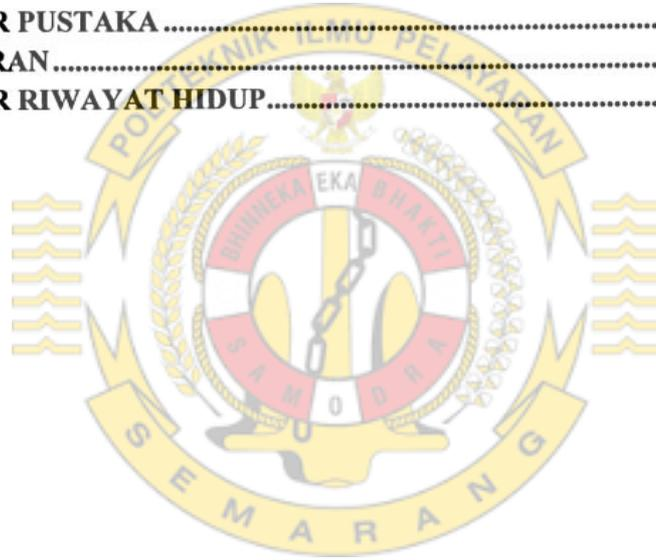 R PUSTAKA ................................................................
RAN ................................................................
R RIWAYAT HIDUP................................................
POLITEKNIK ILMU PELAYARAN
BHINNEKA EKA BHAKTI
SAMODRA
SEMARANG